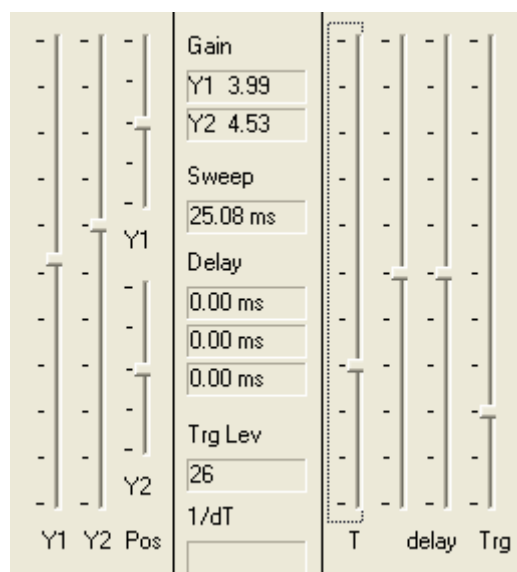 Gain
Y1 3.99
Y2 4.53
Sweep
25.08 ms
Y1
Delay
0.00 ms
0.00 ms
0.00 ms
Trg Lev
26
Y2
1/dT
Y1 Y2 Pos
T delay Trg